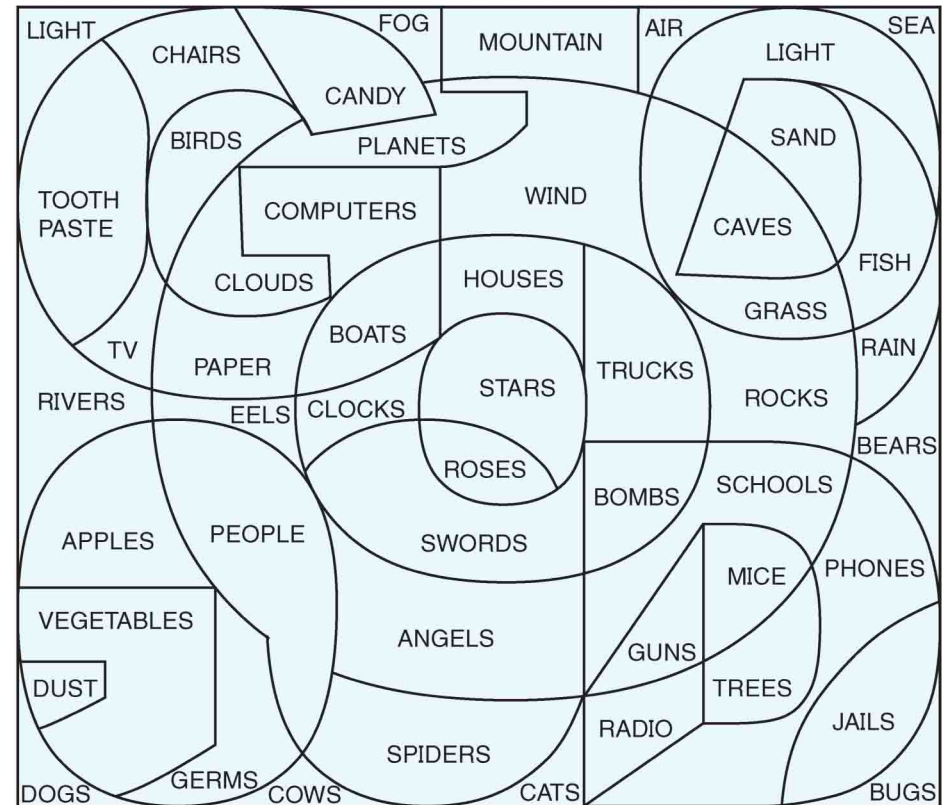 LIGHT
FOG
MOUNTAIN
AIR
SEA
CHAIRS
LIGHT
CANDY
BIRDS
PLANETS
SAND
TOOTH
PASTE
COMPUTERS
WIND
CAVES
CLOUDS
HOUSES
FISH
BOATS
GRASS
TV
PAPER
STARS
TRUCKS
RAIN
RIVERS
EELS
CLOCKS
ROCKS
BEARS
ROSES
BOMBS
SCHOOLS
APPLES
PEOPLE
SWORDS
MICE
PHONES
VEGETABLES
ANGELS
GUNS
DUST
TREES
RADIO
JAILS
SPIDERS
GERMS
DOGS
COWS
CATS
BUGS